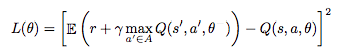 L(θ) = [𝔼 (r + γ max_{a'∈A} Q(s', a', θ )) − Q(s, a, θ)]²